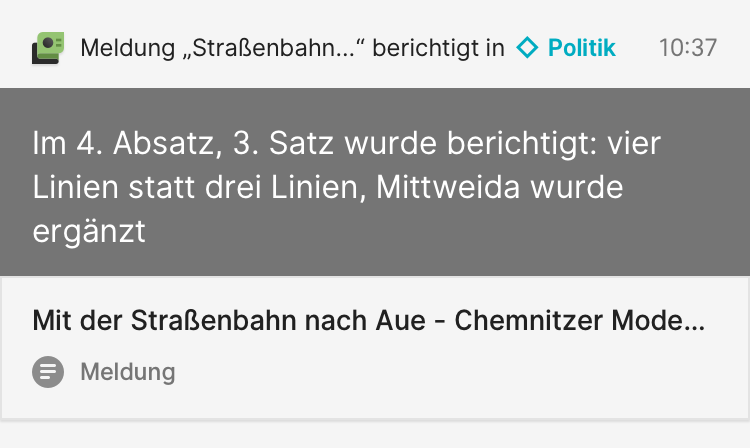 Meldung „Straßenbahn...“ berichtigt in Politik 10:37
Im 4. Absatz, 3. Satz wurde berichtigt: vier
Linien statt drei Linien, Mittweida wurde
ergänzt
Mit der Straßenbahn nach Aue - Chemnitzer Mode...
Meldung